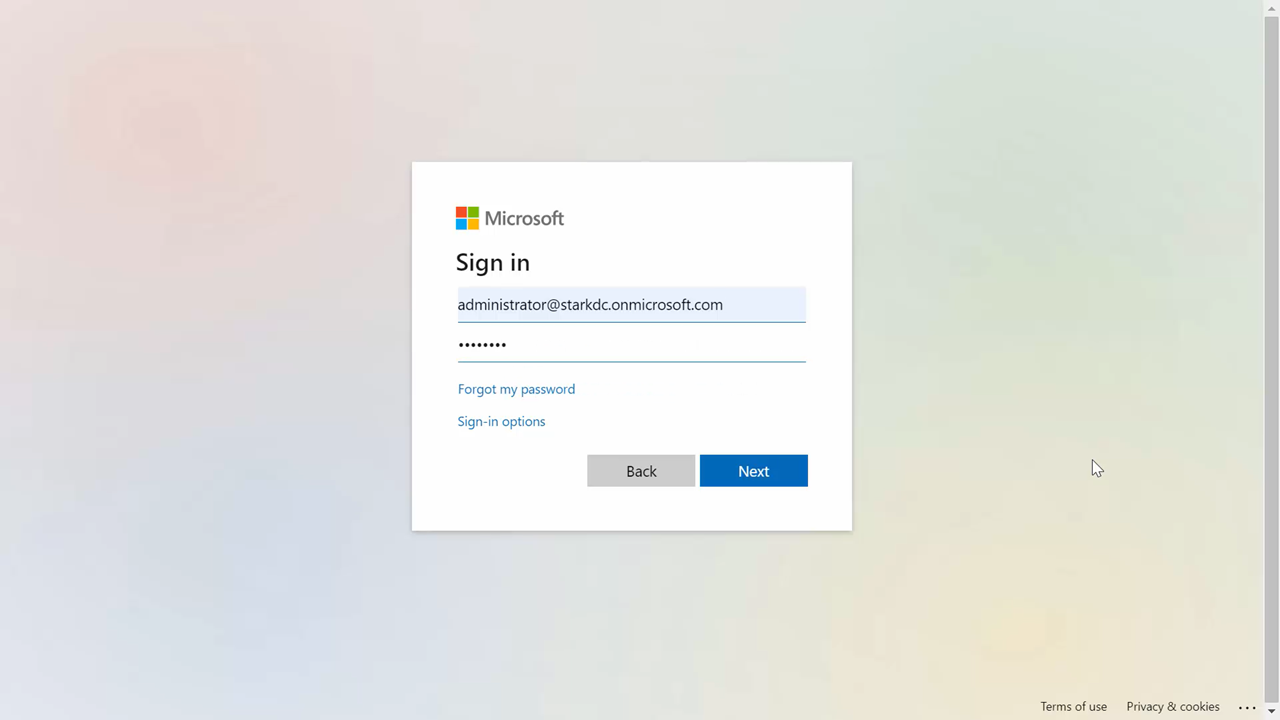 Microsoft
Sign in
administrator@starkdc.onmicrosoft.com
••••••••
Forgot my password
Sign-in options
Back Next
Terms of use Privacy & cookies ...